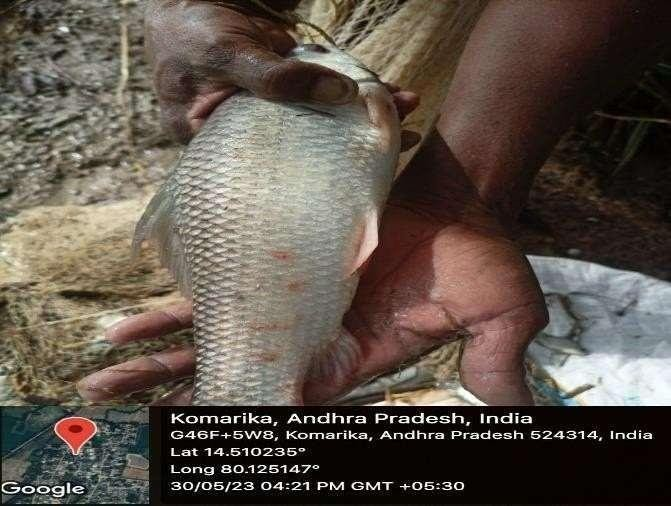 Komarika, Andhra Pradesh, India
G46F+5W8, Komarika, Andhra Pradesh 524314, India
Lat 14.510235°
Long 80.125147°
30/05/23 04:21 PM GMT +05:30
Google